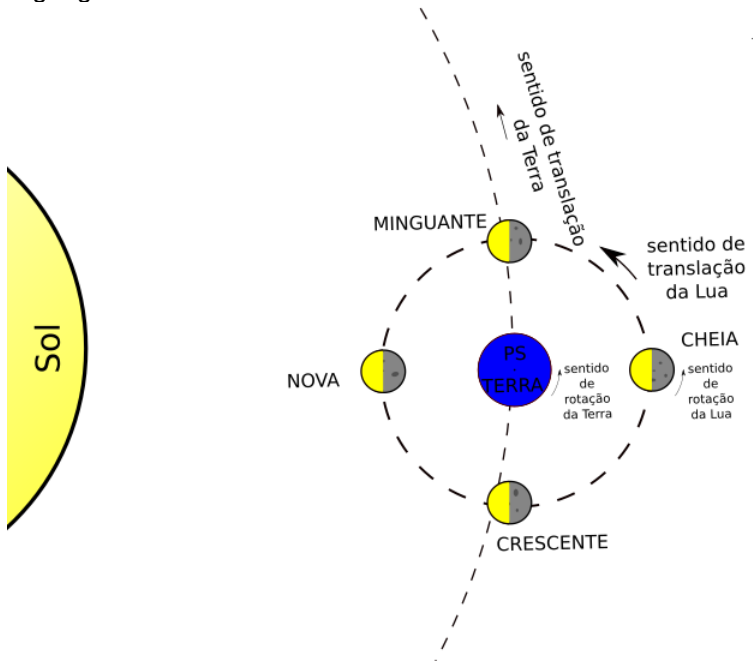 sentido de translação
da Terra
MINGUANTE
sentido de
translação
da Lua
Sol
NOVA
PS
TERRA
sentido
de
rotação
da Terra
CHEIA
sentido
de
rotação
da Lua
CRESCENTE